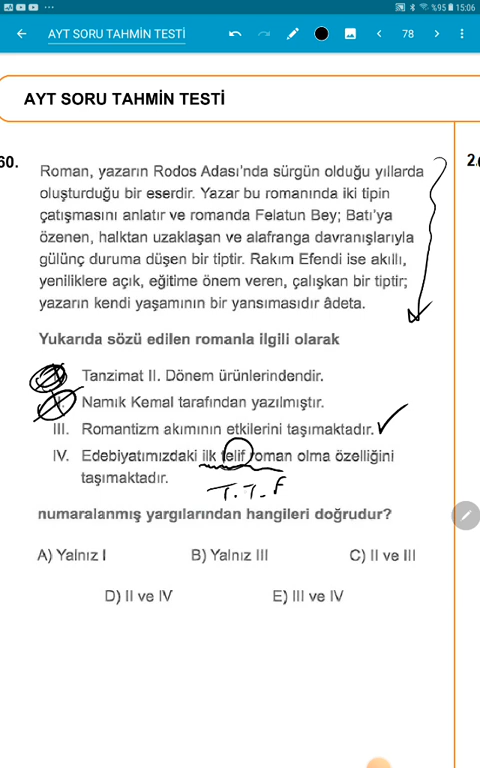 %95 15:06
AYT SORU TAHMİN TESTİ
78
AYT SORU TAHMİN TESTİ
60.
Roman, yazarın Rodos Adası'nda sürgün olduğu yıllarda
oluşturduğu bir eserdir. Yazar bu romanında iki tipin
çatışmasını anlatır ve romanda Felatun Bey; Batı'ya
özenen, halktan uzaklaşan ve alafranga davranışlarıyla
gülünç duruma düşen bir tiptir. Rakım Efendi ise akıllı,
yeniliklere açık, eğitime önem veren, çalışkan bir tiptir;
yazarın kendi yaşamının bir yansımasıdır âdeta.
Yukarıda sözü edilen romanla ilgili olarak
Tanzimat II. Dönem ürünlerindendir.
Namık Kemal tarafından yazılmıştır.
III. Romantizm akımının etkilerini taşımaktadır.
IV. Edebiyatımızdaki ilk telif roman olma özelliğini
taşımaktadır.
T.T.F
numaralanmış yargılarından hangileri doğrudur?
A) Yalnız I B) Yalnız III C) II ve III
D) II ve IV E) III ve IV